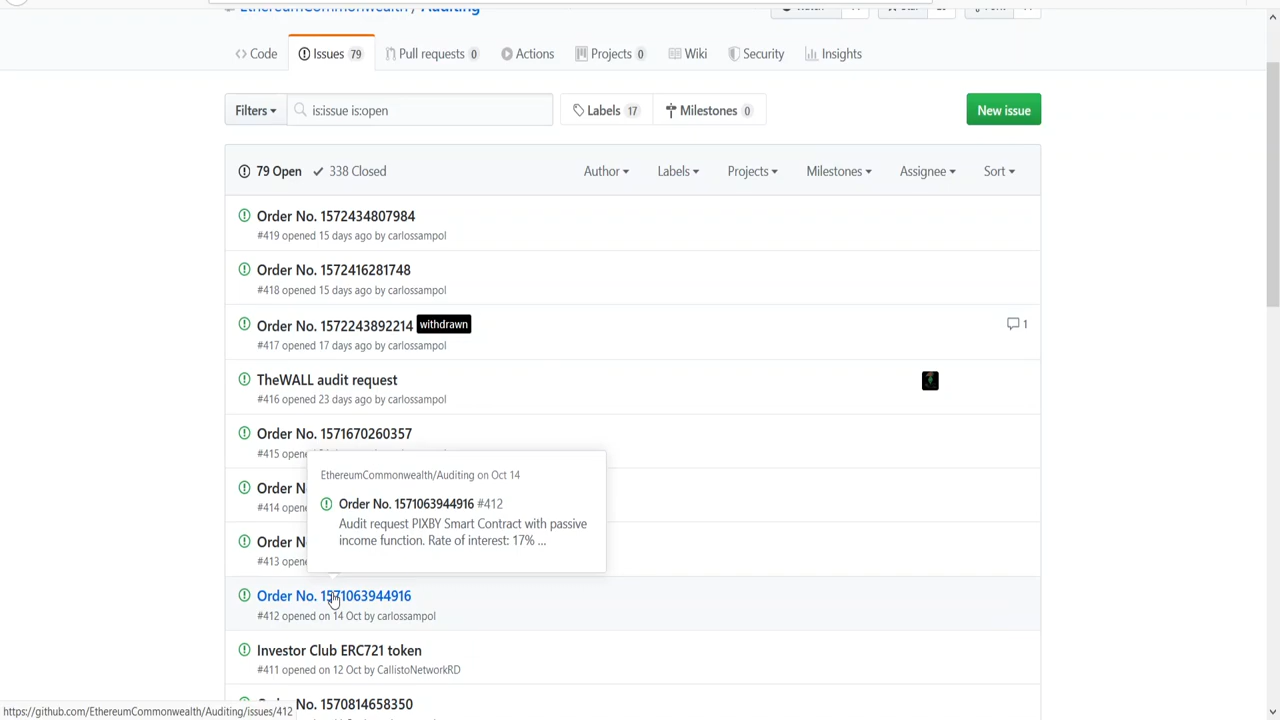 EthereumCommonwealth / Auditing
Code
Issues 79
Pull requests 0
Actions
Projects 0
Wiki
Security
Insights
Filters
is:issue is:open
Labels 17
Milestones 0
New issue
79 Open
338 Closed
Author
Labels
Projects
Milestones
Assignee
Sort
Order No. 1572434807984
#419 opened 15 days ago by carlossampol
Order No. 1572416281748
#418 opened 15 days ago by carlossampol
Order No. 1572243892214 withdrawn
1
#417 opened 17 days ago by carlossampol
TheWALL audit request
#416 opened 23 days ago by carlossampol
Order No. 1571670260357
#415 opened
EthereumCommonwealth/Auditing on Oct 14
Order No. 1571063944916 #412
Audit request PIXBY Smart Contract with passive
income function. Rate of interest: 17% ...
Order
#414
Order
#413
Order No. 1571063944916
#412 opened on 14 Oct by carlossampol
Investor Club ERC721 token
#411 opened on 12 Oct by CallistoNetworkRD
No. 1570814658350
https://github.com/EthereumCommonwealth/Auditing/issues/412